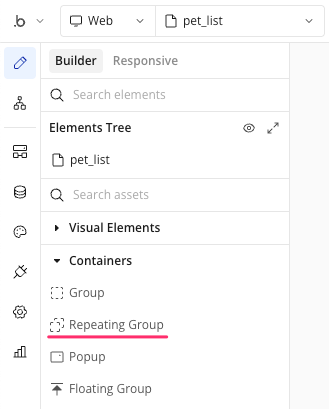 .b Web pet_list
Builder Responsive
Search elements
Elements Tree
pet_list
Search assets
Visual Elements
Containers
Group
Repeating Group
Popup
Floating Group